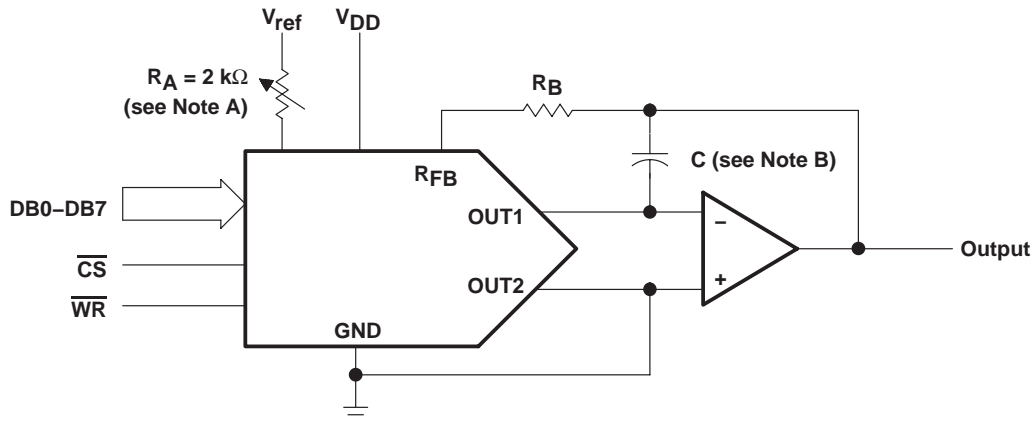 Vref
VDD
RA = 2 kΩ
(see Note A)
RB
RFB
C (see Note B)
DB0–DB7
OUT1
–
Output
CS
OUT2
+
WR
GND